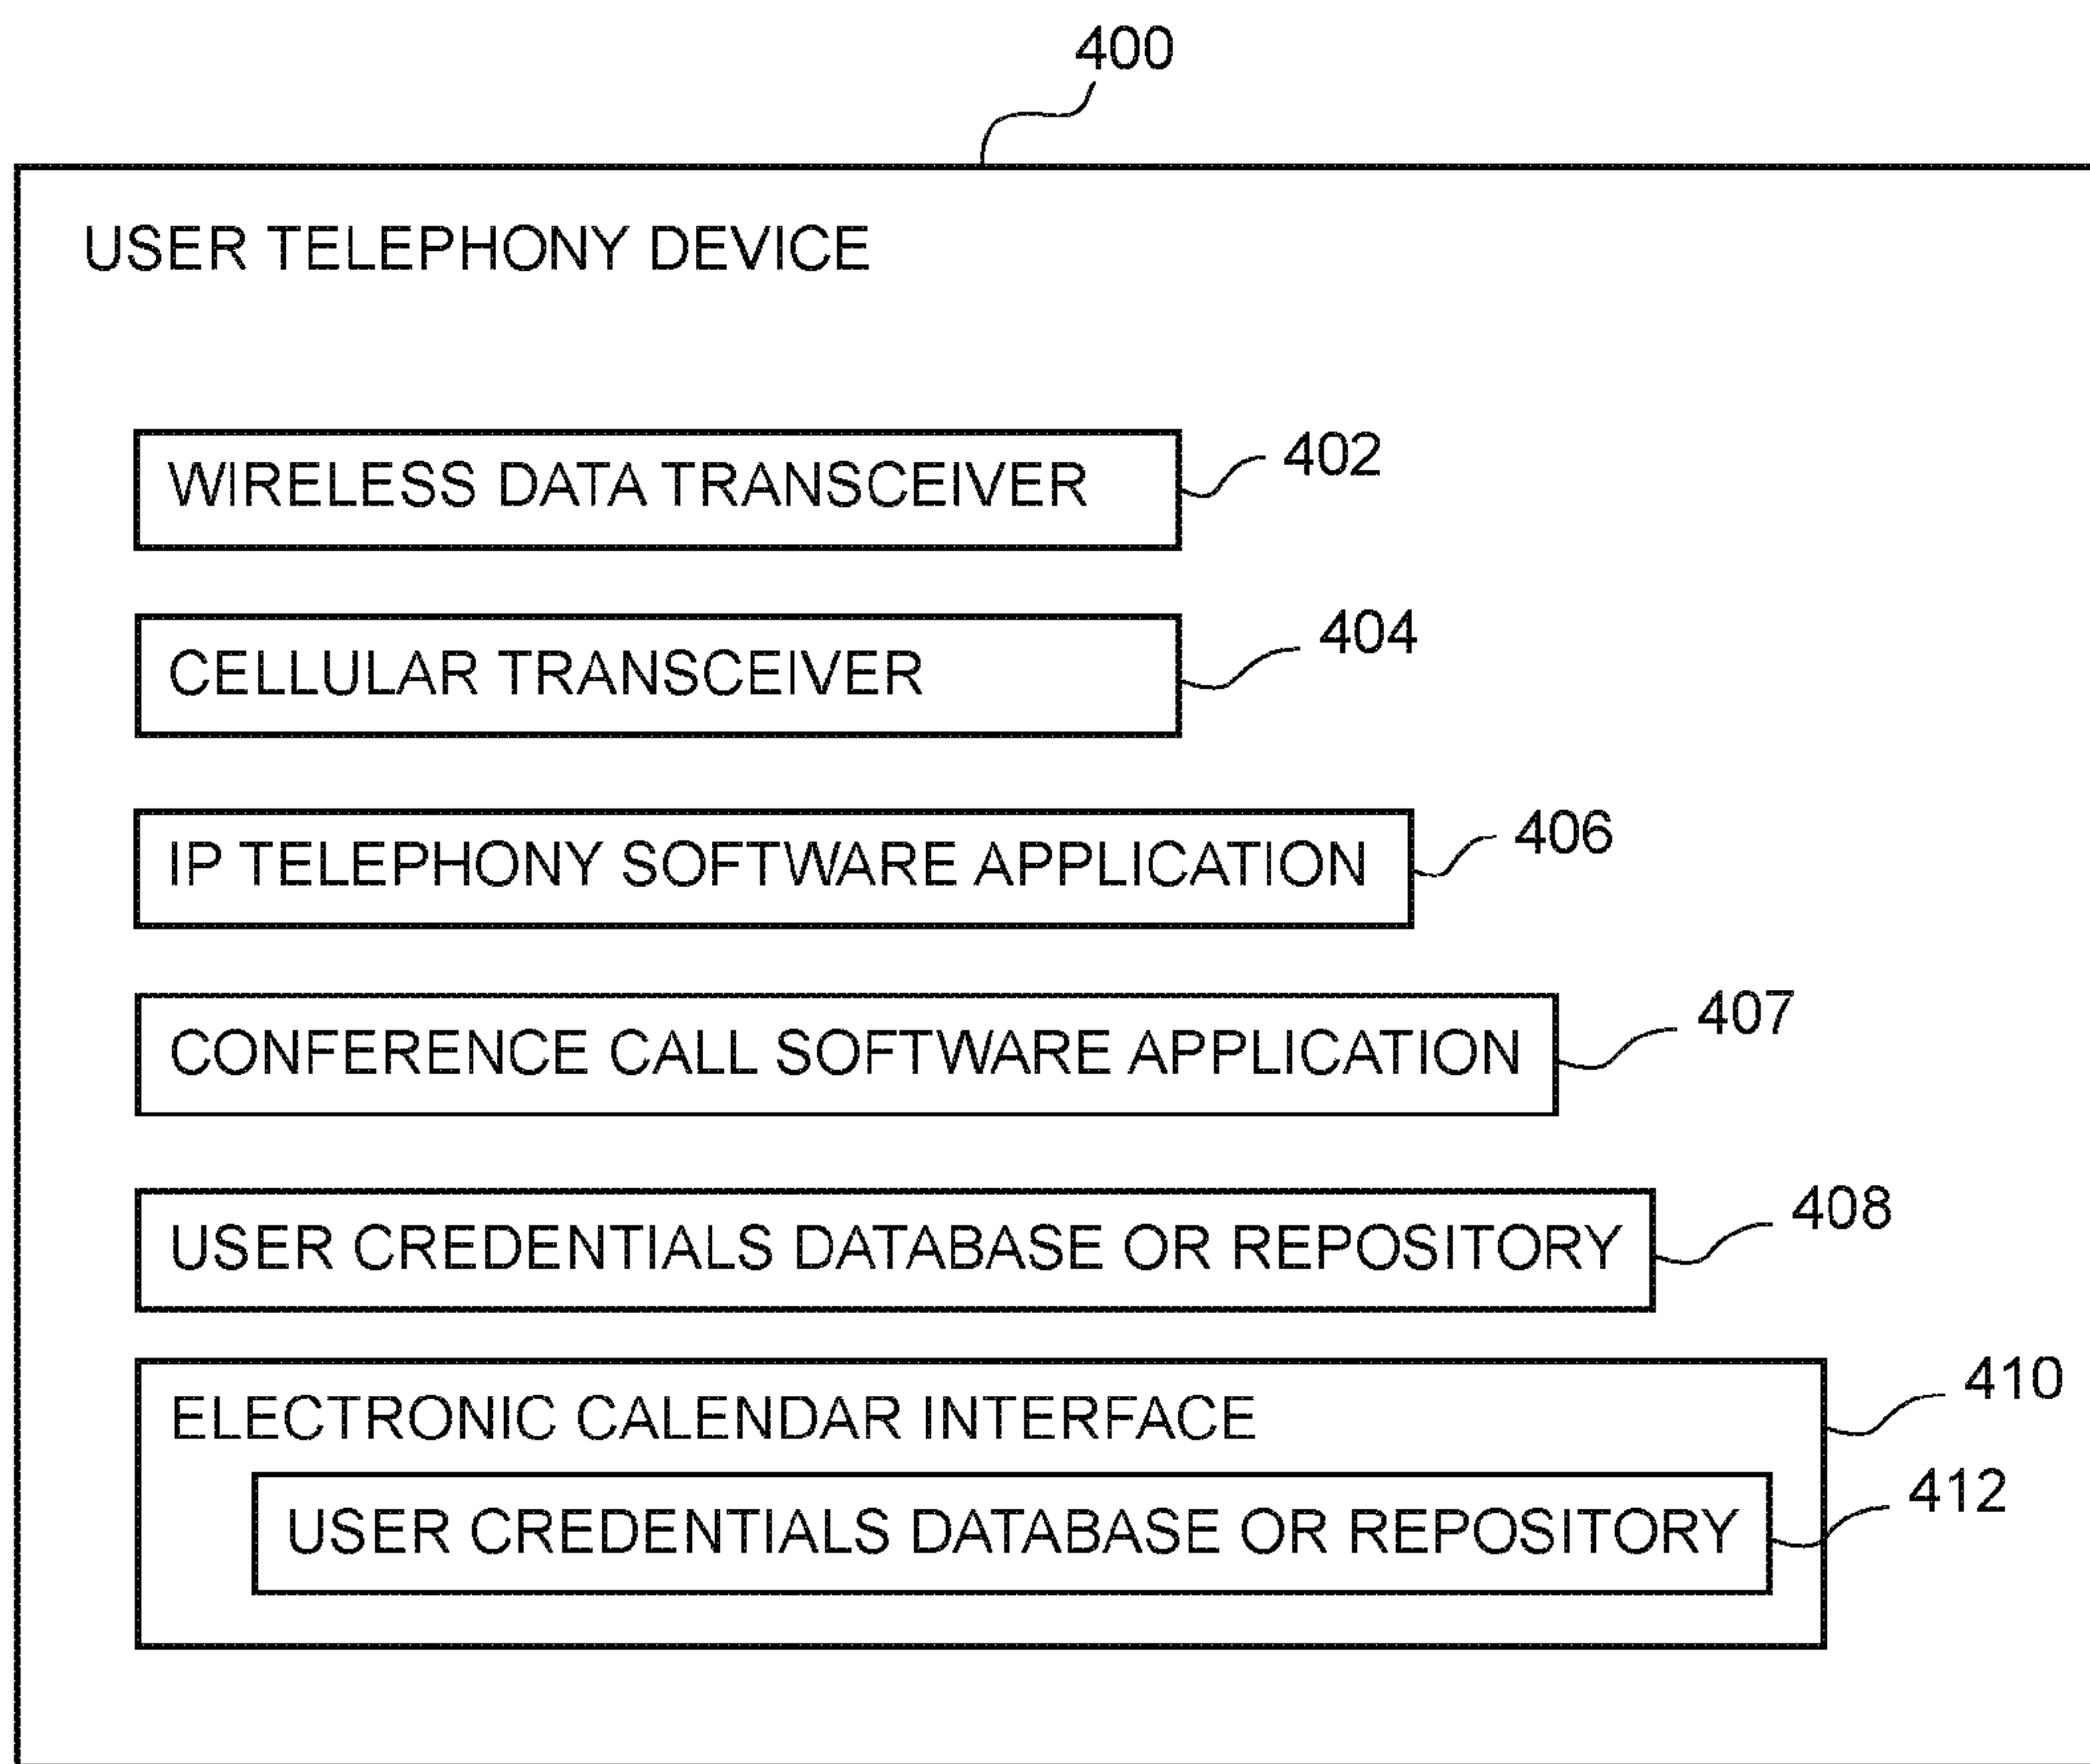 400
USER TELEPHONY DEVICE
WIRELESS DATA TRANSCEIVER
402
CELLULAR TRANSCEIVER
404
IP TELEPHONY SOFTWARE APPLICATION
406
CONFERENCE CALL SOFTWARE APPLICATION
407
USER CREDENTIALS DATABASE OR REPOSITORY
408
ELECTRONIC CALENDAR INTERFACE
410
USER CREDENTIALS DATABASE OR REPOSITORY
412